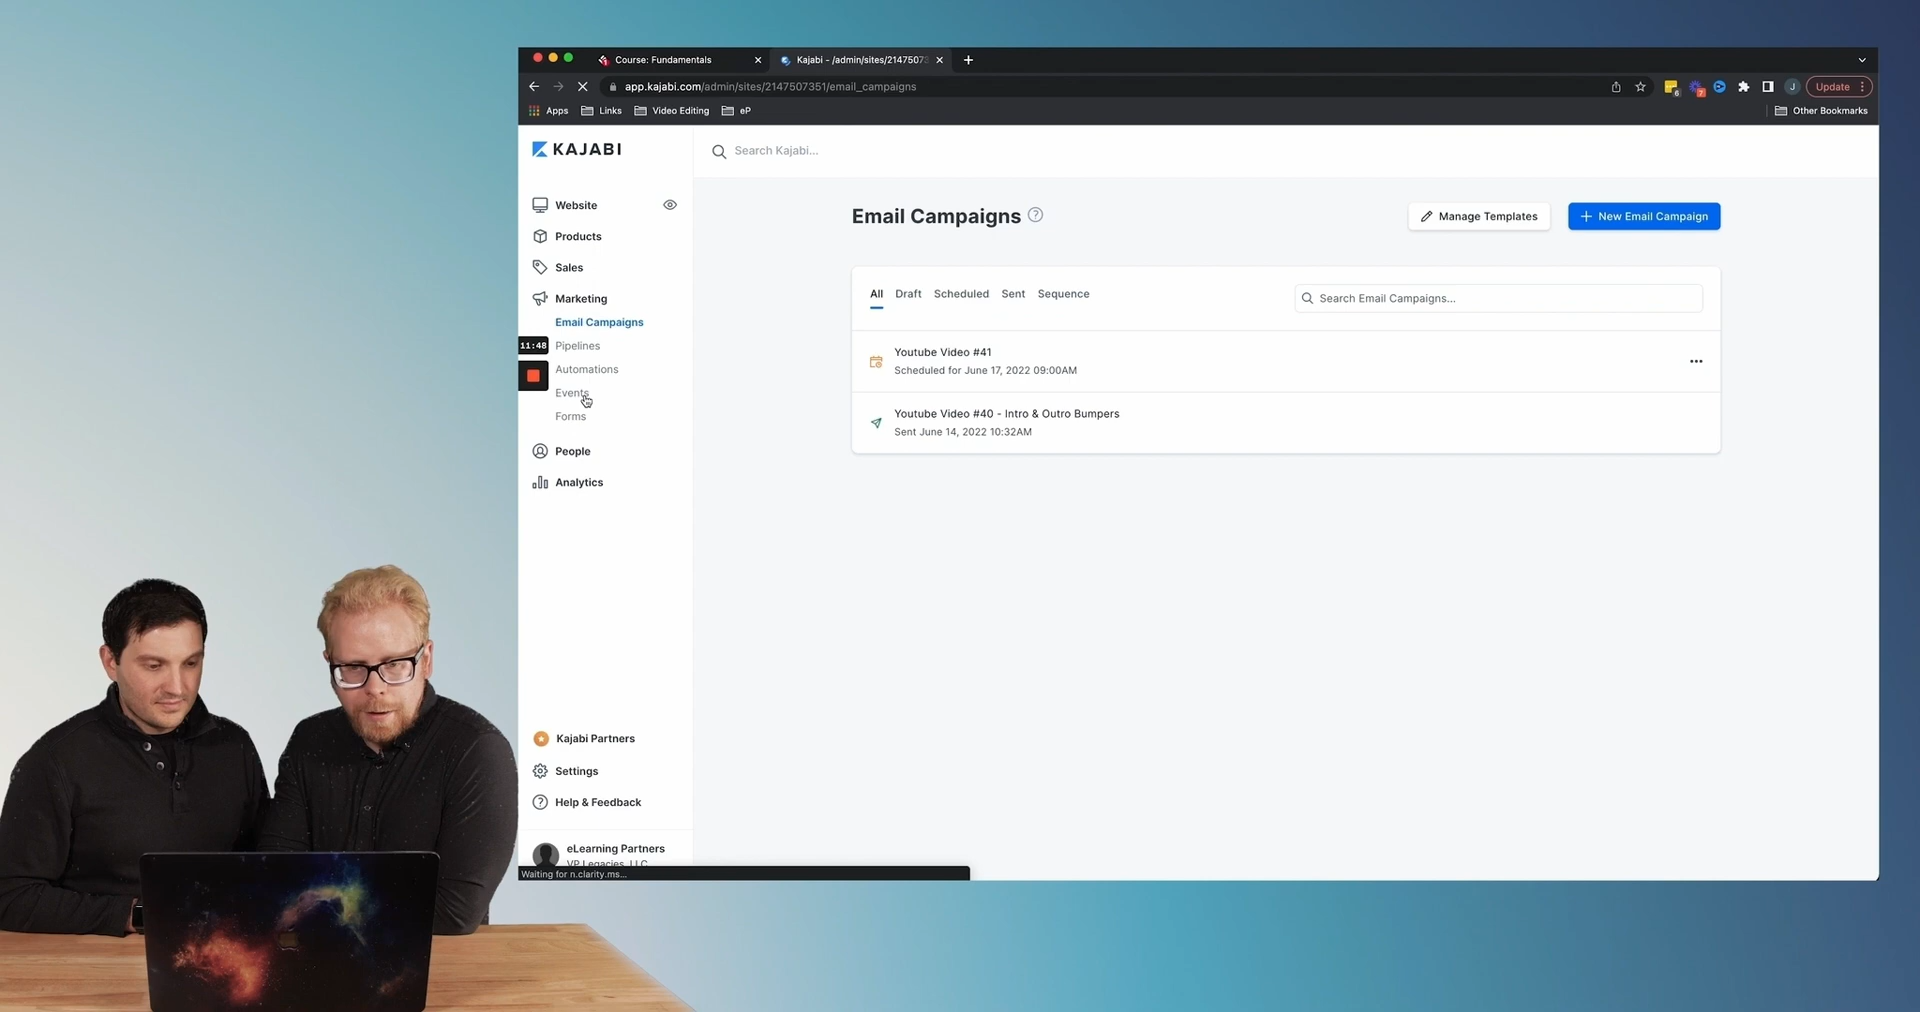 Course: Fundamentals
Kajabi - /admin/sites/2147507
app.kajabi.com/admin/sites/2147507351/email_campaigns
Update
Apps
Links
Video Editing
eP
Other Bookmarks
KAJABI
Search Kajabi...
Website
Products
Sales
Marketing
Email Campaigns
Pipelines
11:48
Automations
Events
Forms
People
Analytics
Kajabi Partners
Settings
Help & Feedback
eLearning Partners
VP Legacies, LLC
Waiting for n.clarity.ms...
Email Campaigns
Manage Templates
New Email Campaign
All Draft Scheduled Sent Sequence
Search Email Campaigns...
Youtube Video #41
Scheduled for June 17, 2022 09:00AM
Youtube Video #40 - Intro & Outro Bumpers
Sent June 14, 2022 10:32AM